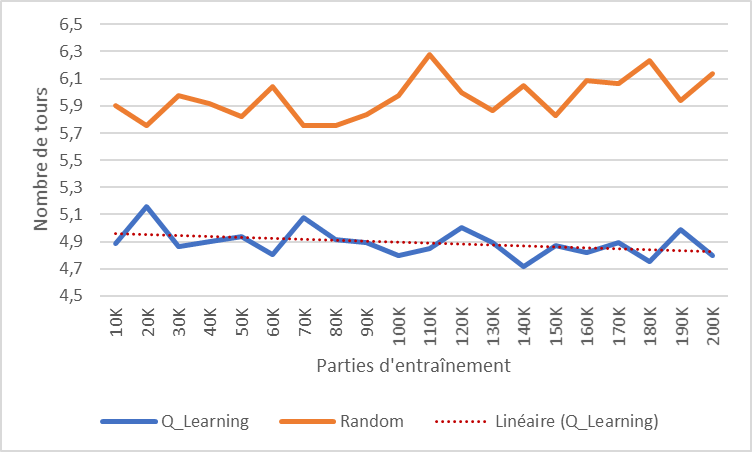 6,5
6,3
6,1
5,9
5,7
5,5
5,3
5,1
4,9
4,7
4,5
Nombre de tours
10K 20K 30K 40K 50K 60K 70K 80K 90K 100K 110K 120K 130K 140K 150K 160K 170K 180K 190K 200K
Parties d'entraînement
Q_Learning Random Linéaire (Q_Learning)